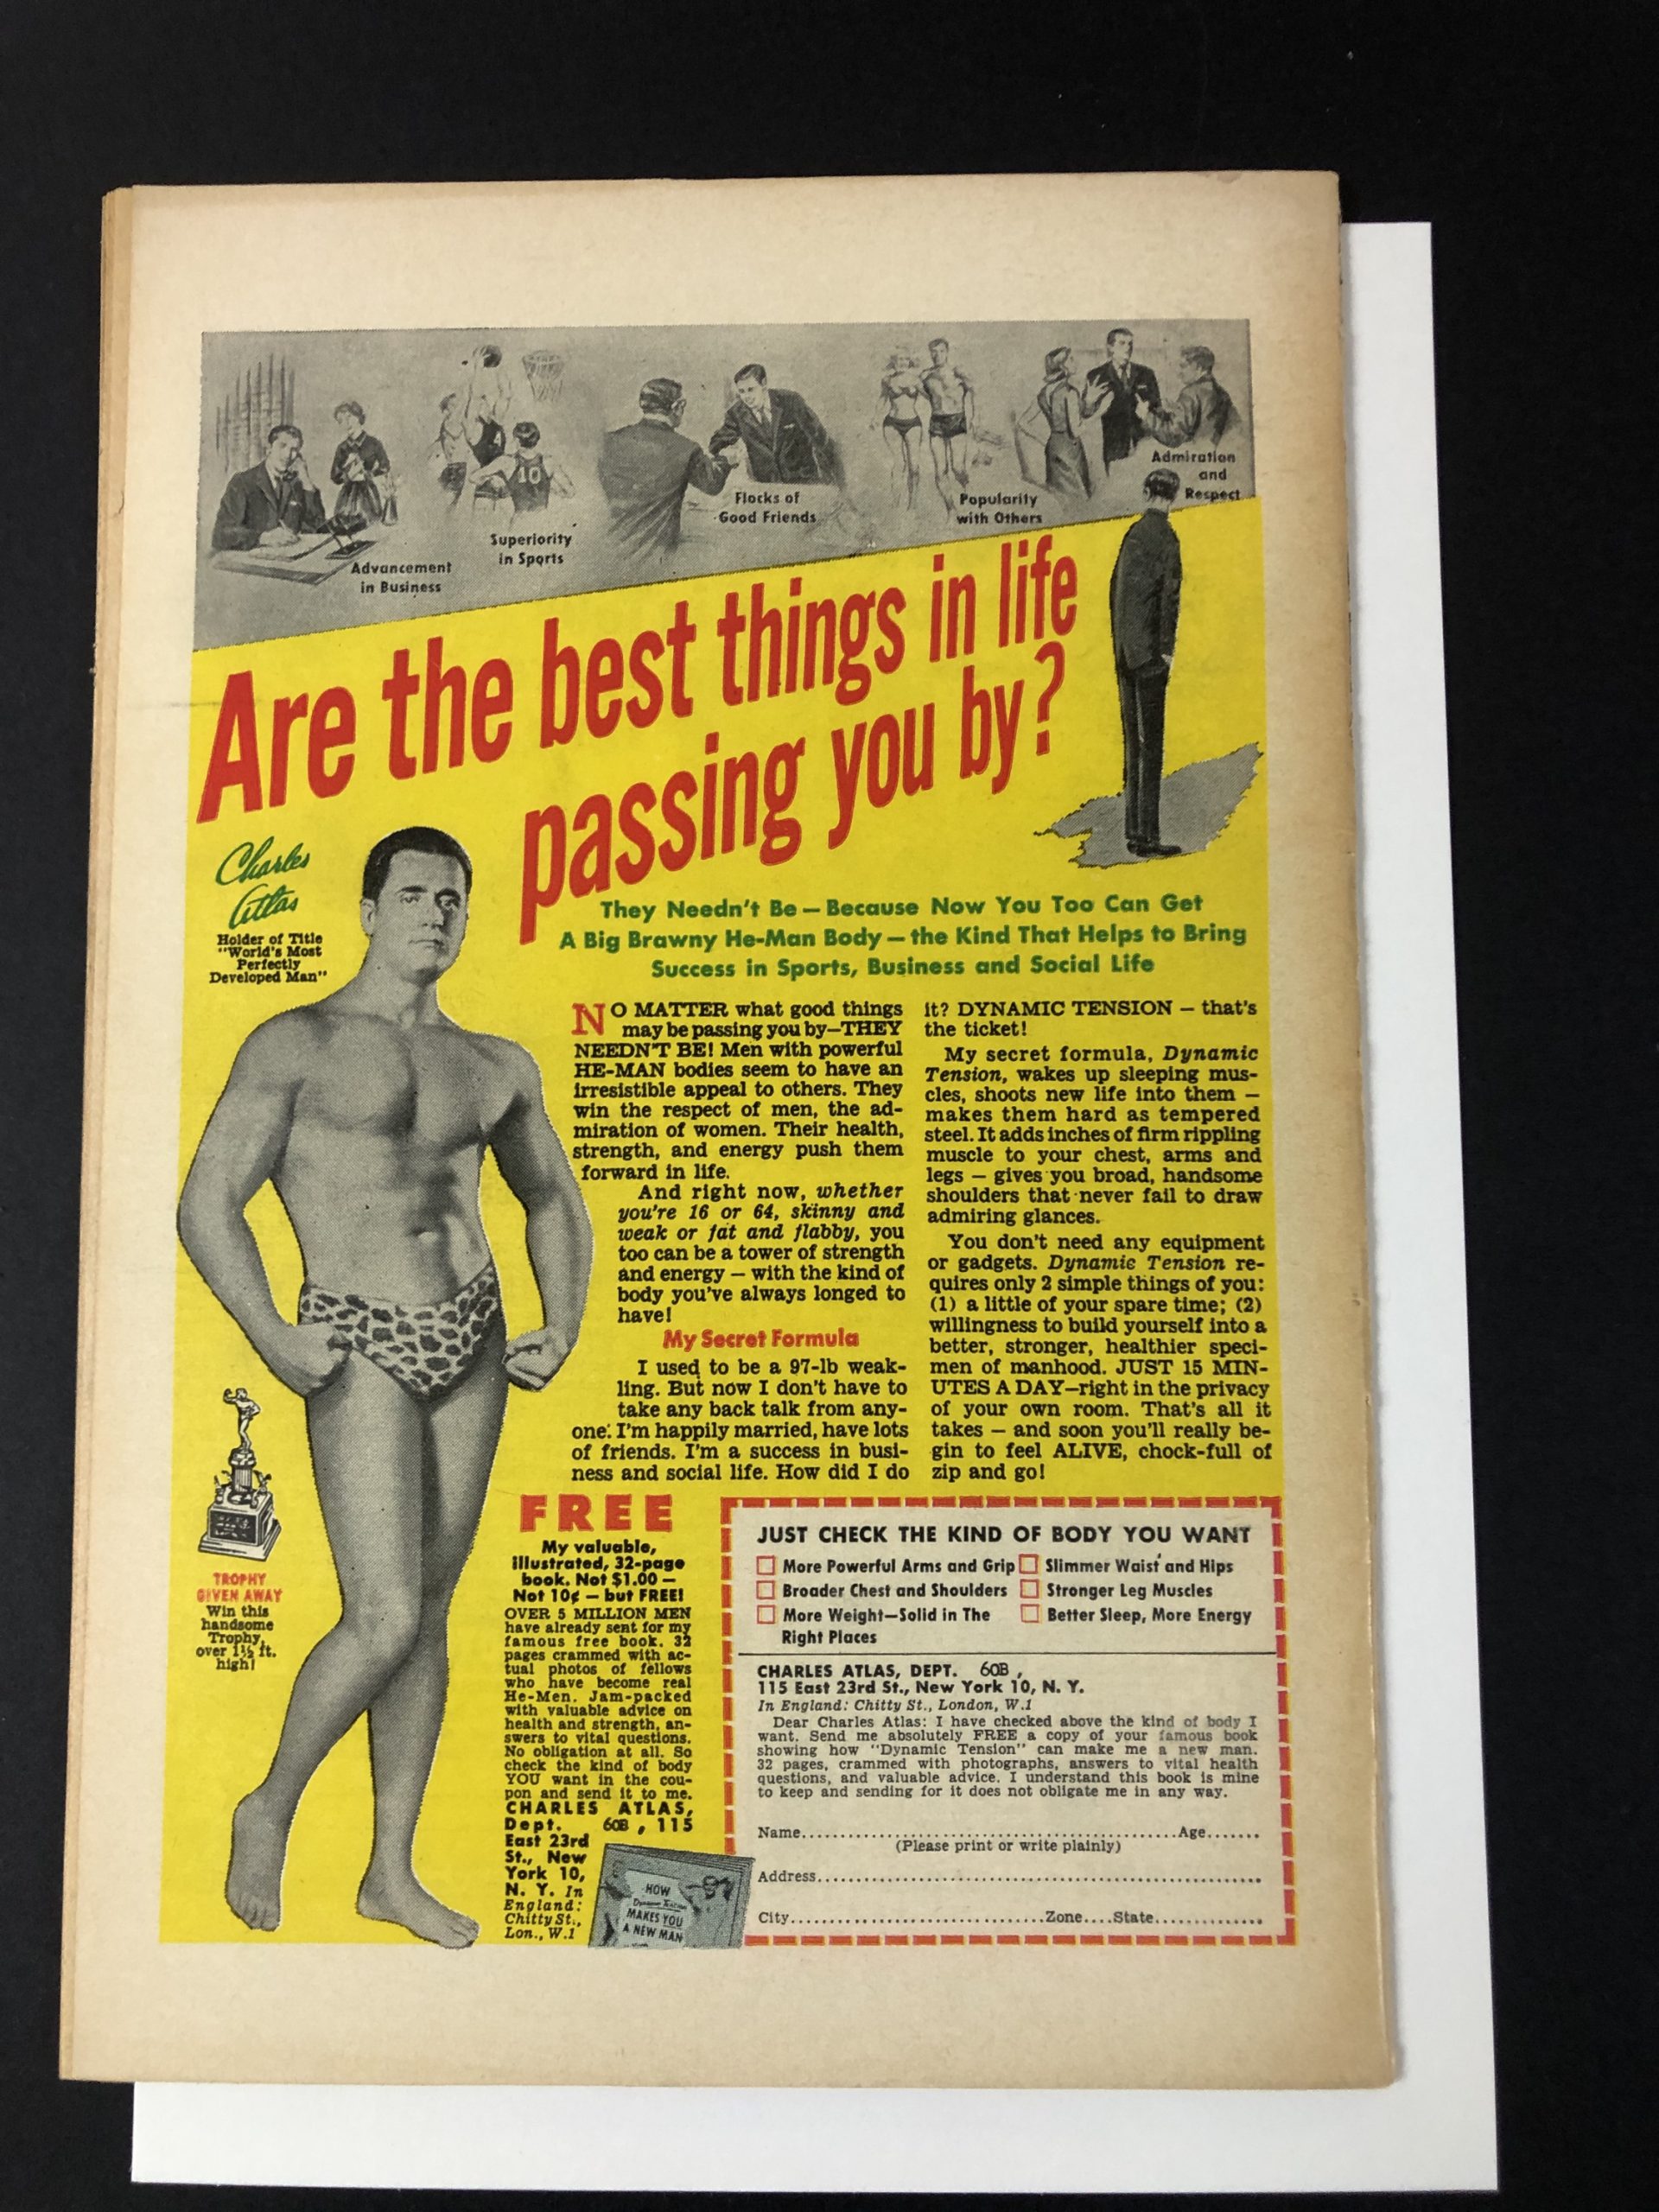 10
Advancement
in Business
Superiority
in Sports
Flocks of
Good Friends
Popularity
with Others
Admiration
and
Respect
Are the best things in life
passing you by?
Charles
Atlas
Holder of Title
"World's Most
Perfectly
Developed Man"
They Needn't Be — Because Now You Too Can Get
A Big Brawny He-Man Body — the Kind That Helps to Bring
Success in Sports, Business and Social Life
NO MATTER what good things
may be passing you by—THEY
NEEDN'T BE! Men with powerful
HE-MAN bodies seem to have an
irresistible appeal to others. They
win the respect of men, the ad-
miration of women. Their health,
strength, and energy push them
forward in life.
And right now, whether
you're 16 or 64, skinny and
weak or fat and flabby, you
too can be a tower of strength
and energy — with the kind of
body you've always longed to
have!
My Secret Formula
I used to be a 97-lb weak-
ling. But now I don't have to
take any back talk from any-
one. I'm happily married, have lots
of friends. I'm a success in busi-
ness and social life. How did I do
it? DYNAMIC TENSION — that's
the ticket!
My secret formula, Dynamic
Tension, wakes up sleeping mus-
cles, shoots new life into them —
makes them hard as tempered
steel. It adds inches of firm rippling
muscle to your chest, arms and
legs — gives you broad, handsome
shoulders that never fail to draw
admiring glances.
You don't need any equipment
or gadgets. Dynamic Tension re-
quires only 2 simple things of you:
(1) a little of your spare time; (2)
willingness to build yourself into a
better, stronger, healthier speci-
men of manhood. JUST 15 MIN-
UTES A DAY—right in the privacy
of your own room. That's all it
takes — and soon you'll really be-
gin to feel ALIVE, chock-full of
zip and go!
TROPHY
GIVEN AWAY
Win this
handsome
Trophy,
over 1½ ft.
high!
FREE
My valuable,
illustrated, 32-page
book. Not $1.00 —
Not 10¢ — but FREE!
OVER 5 MILLION MEN
have already sent for my
famous free book. 32
pages crammed with ac-
tual photos of fellows
who have become real
He-Men. Jam-packed
with valuable advice on
health and strength, an-
swers to vital questions.
No obligation at all. So
check the kind of body
YOU want in the cou-
pon and send it to me.
CHARLES ATLAS,
Dept. 60B, 115
East 23rd
St., New
York 10,
N. Y. In
England:
Chitty St.,
Lon., W.1
HOW
Dynamic Tension
MAKES YOU
A NEW MAN
JUST CHECK THE KIND OF BODY YOU WANT
More Powerful Arms and Grip
Broader Chest and Shoulders
More Weight—Solid in The
Right Places
Slimmer Waist and Hips
Stronger Leg Muscles
Better Sleep, More Energy
CHARLES ATLAS, DEPT. 60B,
115 East 23rd St., New York 10, N. Y.
In England: Chitty St., London, W.1
Dear Charles Atlas: I have checked above the kind of body I
want. Send me absolutely FREE a copy of your famous book
showing how "Dynamic Tension" can make me a new man.
32 pages, crammed with photographs, answers to vital health
questions, and valuable advice. I understand this book is mine
to keep and sending for it does not obligate me in any way.
Name..........Age.......
(Please print or write plainly)
Address..........
City..........Zone....State..........